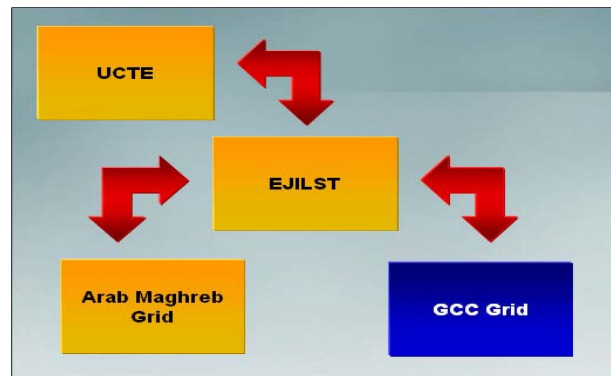 UCTE
EJILST
Arab Maghreb
Grid
GCC Grid